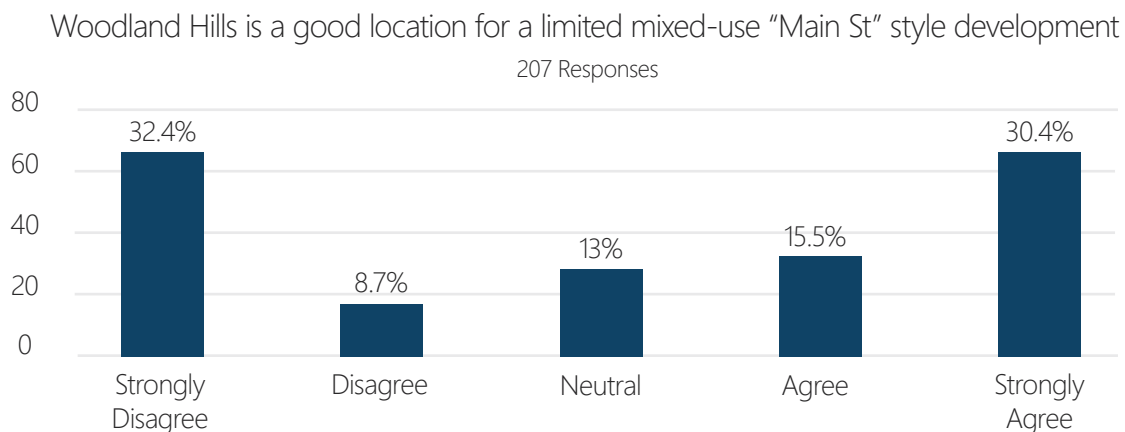 Woodland Hills is a good location for a limited mixed-use “Main St” style development
207 Responses
80
60
40
20
0
32.4%
8.7%
13%
15.5%
30.4%
Strongly
Disagree
Disagree
Neutral
Agree
Strongly
Agree